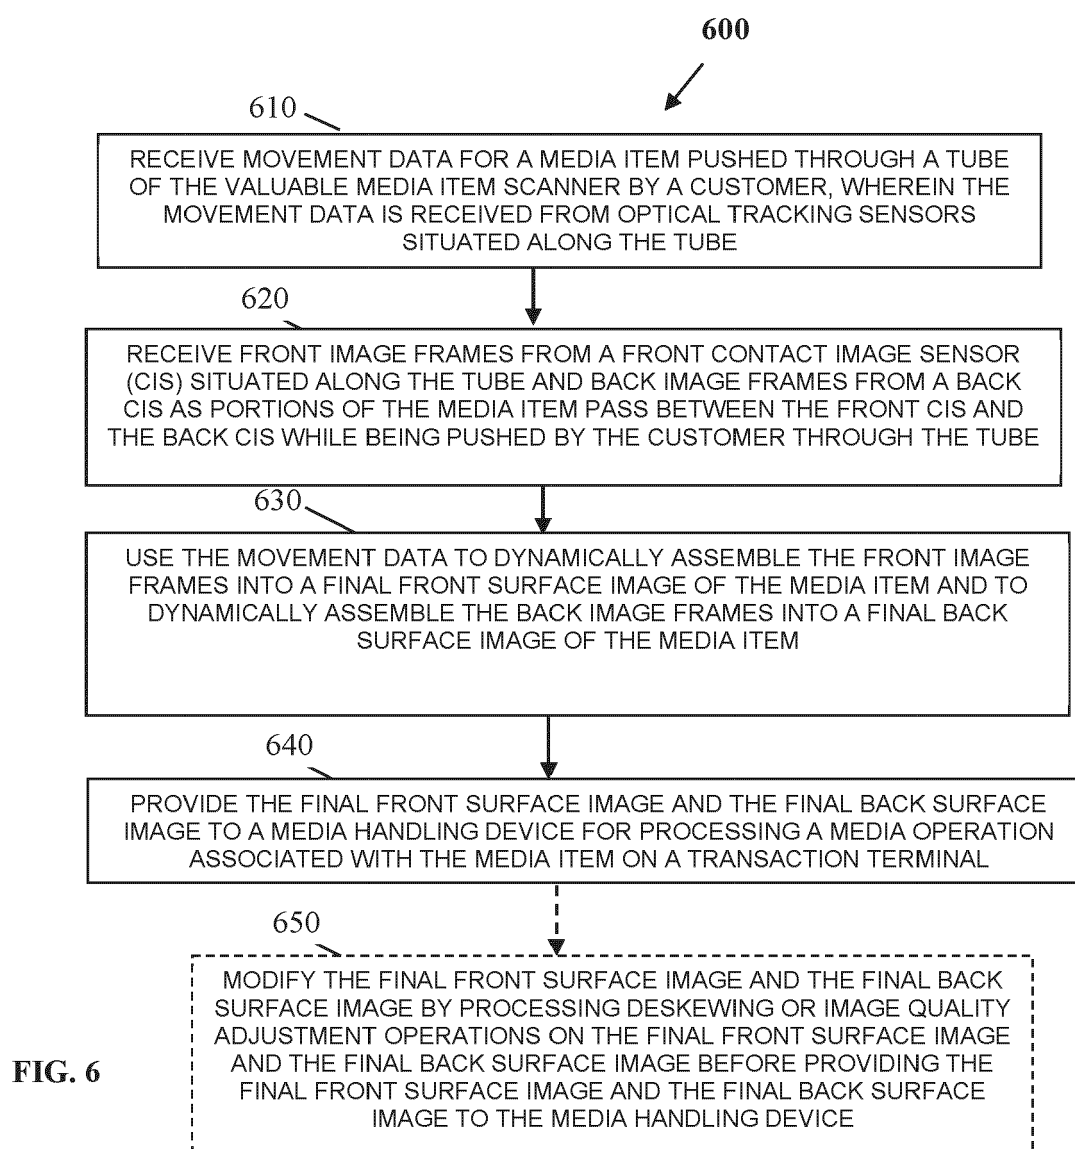 600
610
RECEIVE MOVEMENT DATA FOR A MEDIA ITEM PUSHED THROUGH A TUBE
OF THE VALUABLE MEDIA ITEM SCANNER BY A CUSTOMER, WHEREIN THE
MOVEMENT DATA IS RECEIVED FROM OPTICAL TRACKING SENSORS
SITUATED ALONG THE TUBE
620
RECEIVE FRONT IMAGE FRAMES FROM A FRONT CONTACT IMAGE SENSOR
(CIS) SITUATED ALONG THE TUBE AND BACK IMAGE FRAMES FROM A BACK
CIS AS PORTIONS OF THE MEDIA ITEM PASS BETWEEN THE FRONT CIS AND
THE BACK CIS WHILE BEING PUSHED BY THE CUSTOMER THROUGH THE TUBE
630
USE THE MOVEMENT DATA TO DYNAMICALLY ASSEMBLE THE FRONT IMAGE
FRAMES INTO A FINAL FRONT SURFACE IMAGE OF THE MEDIA ITEM AND TO
DYNAMICALLY ASSEMBLE THE BACK IMAGE FRAMES INTO A FINAL BACK
SURFACE IMAGE OF THE MEDIA ITEM
640
PROVIDE THE FINAL FRONT SURFACE IMAGE AND THE FINAL BACK SURFACE
IMAGE TO A MEDIA HANDLING DEVICE FOR PROCESSING A MEDIA OPERATION
ASSOCIATED WITH THE MEDIA ITEM ON A TRANSACTION TERMINAL
650
MODIFY THE FINAL FRONT SURFACE IMAGE AND THE FINAL BACK
SURFACE IMAGE BY PROCESSING DESKEWING OR IMAGE QUALITY
ADJUSTMENT OPERATIONS ON THE FINAL FRONT SURFACE IMAGE
AND THE FINAL BACK SURFACE IMAGE BEFORE PROVIDING THE
FINAL FRONT SURFACE IMAGE AND THE FINAL BACK SURFACE
IMAGE TO THE MEDIA HANDLING DEVICE
FIG. 6